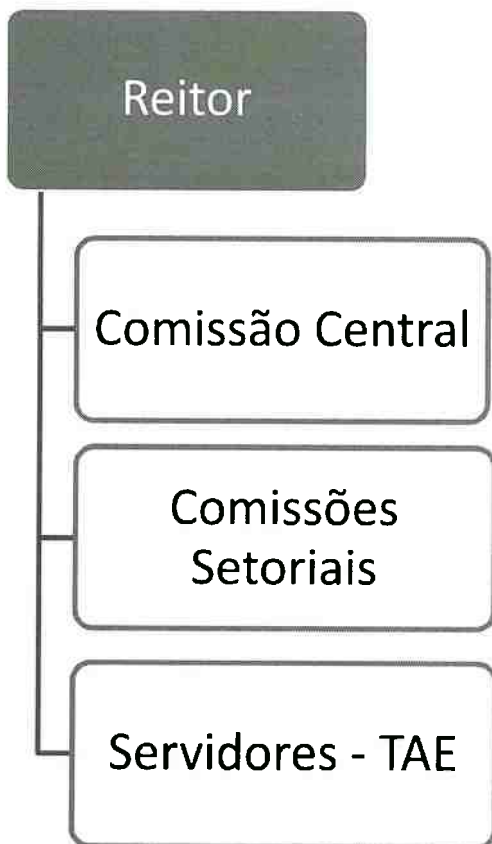 Reitor
Comissão Central
Comissões
Setoriais
Servidores - TAE